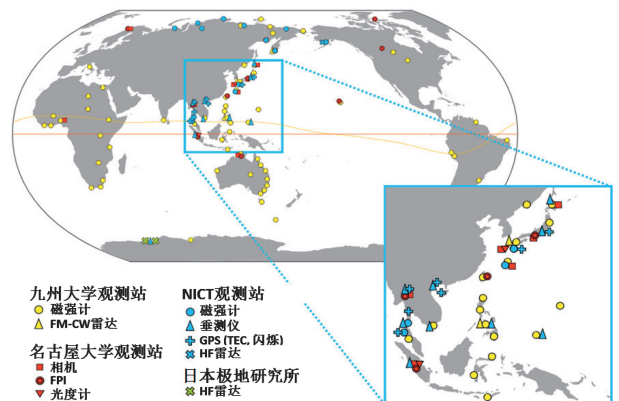 九州大学观测站
磁强计
FM-CW雷达
名古屋大学观测站
相机
FPI
光度计
NICT观测站
磁强计
垂测仪
GPS (TEC, 闪烁)
HF雷达
日本极地研究所
HF雷达